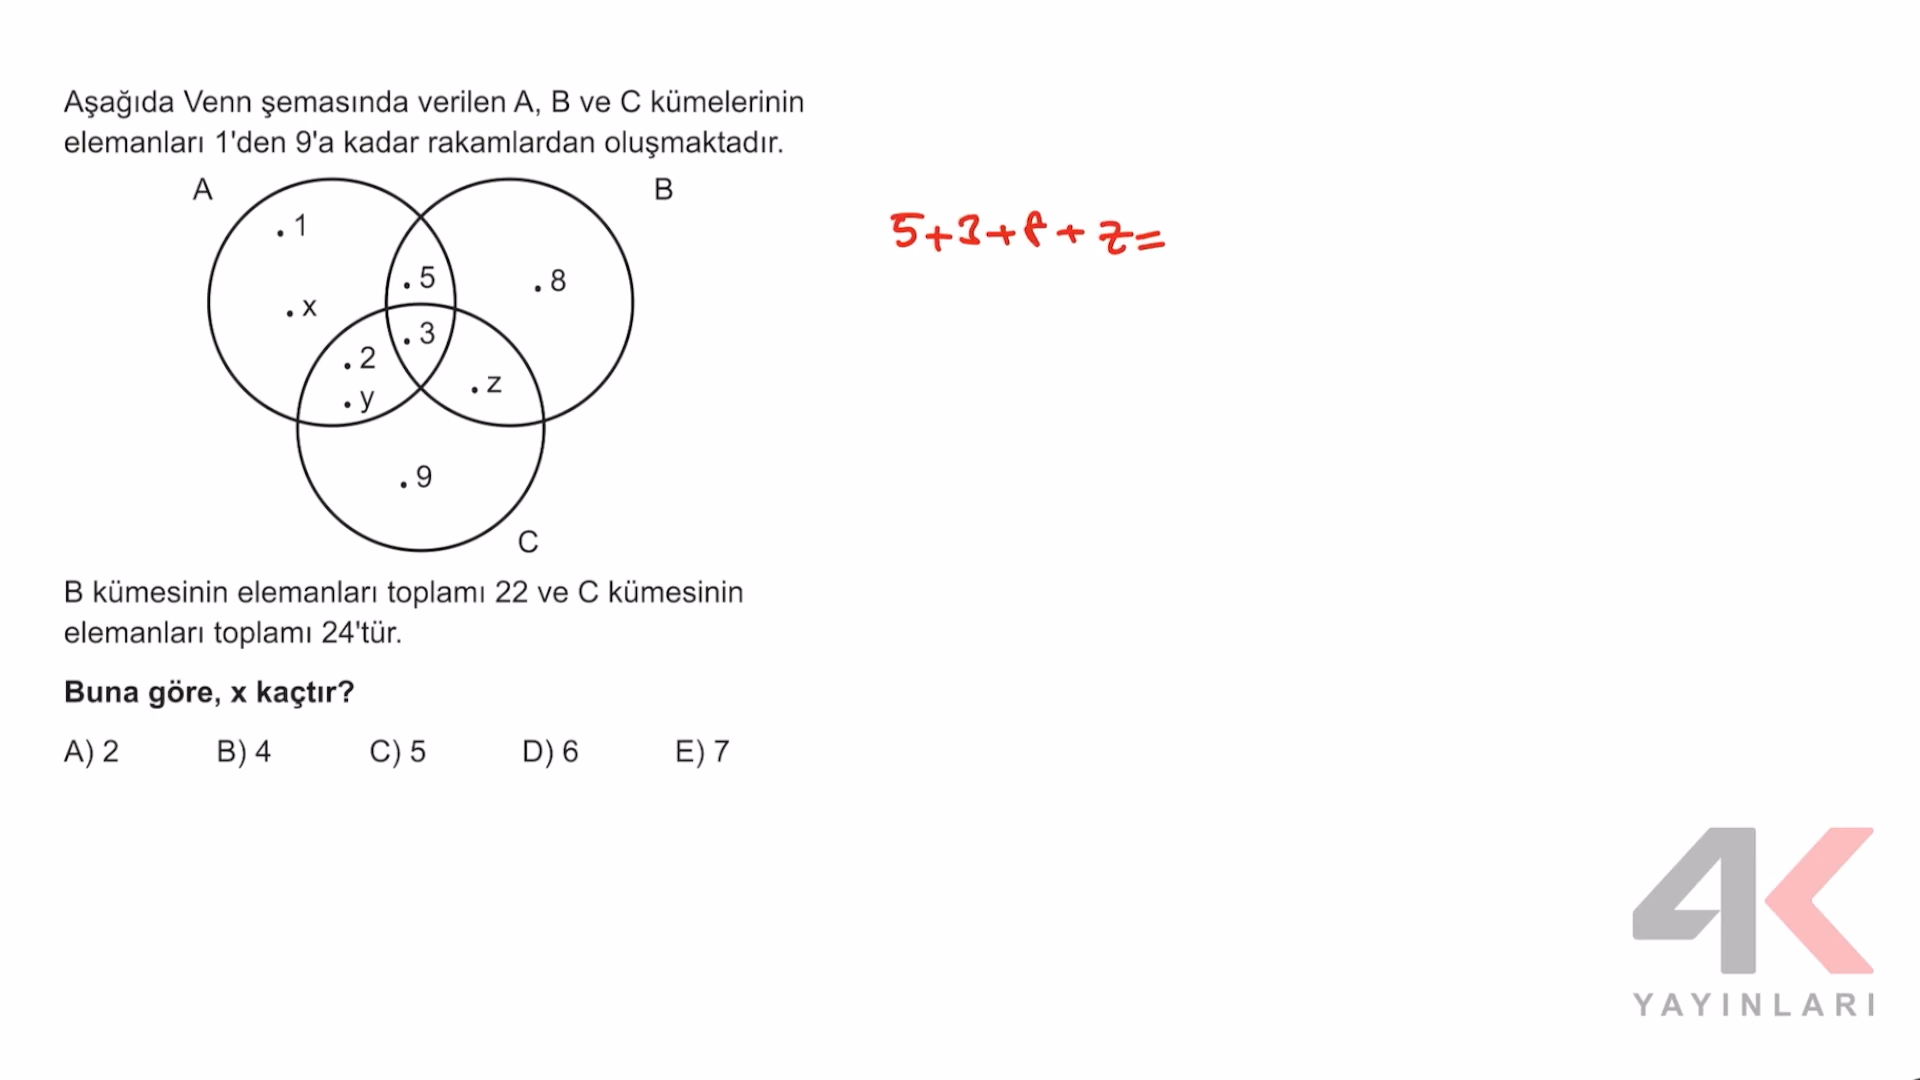 Aşağıda Venn şemasında verilen A, B ve C kümelerinin
elemanları 1'den 9'a kadar rakamlardan oluşmaktadır.
A
B
. 1
. 5
. 8
. x
. 3
. 2
. z
. y
. 9
C
5+3+8+z=
B kümesinin elemanları toplamı 22 ve C kümesinin
elemanları toplamı 24'tür.
Buna göre, x kaçtır?
A) 2 B) 4 C) 5 D) 6 E) 7
4K
YAYINLARI